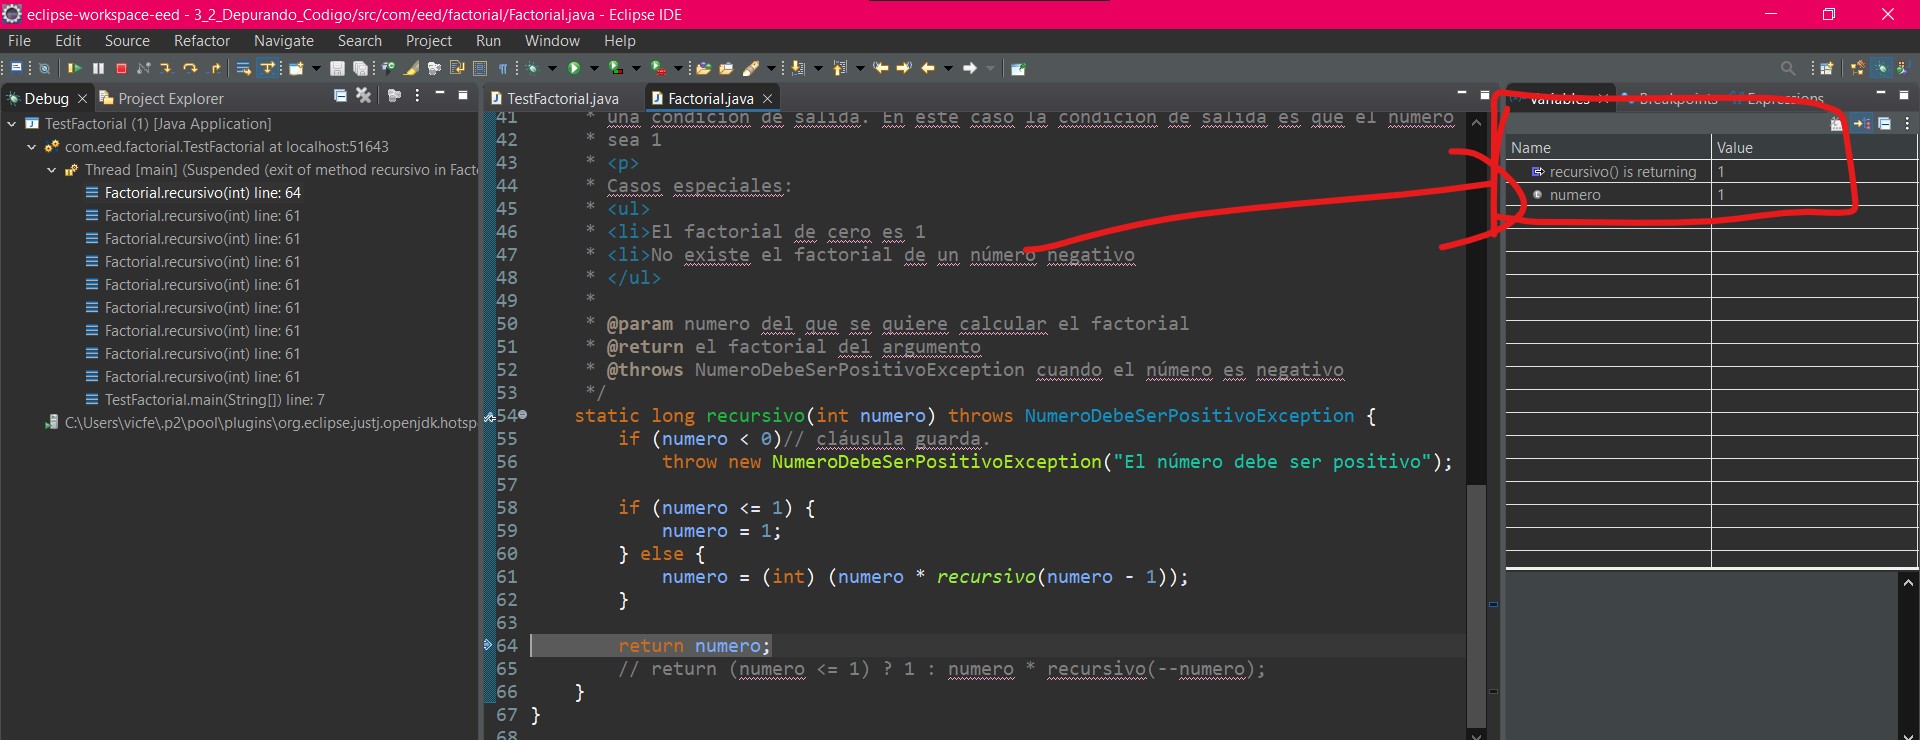 eclipse-workspace-eed - 3_2_Depurando_Codigo/src/com/eed/factorial/Factorial.java - Eclipse IDE
File Edit Source Refactor Navigate Search Project Run Window Help
Debug Project Explorer
TestFactorial (1) [Java Application]
com.eed.factorial.TestFactorial at localhost:51643
Thread [main] (Suspended (exit of method recursivo in Fact
Factorial.recursivo(int) line: 64
Factorial.recursivo(int) line: 61
Factorial.recursivo(int) line: 61
Factorial.recursivo(int) line: 61
Factorial.recursivo(int) line: 61
Factorial.recursivo(int) line: 61
Factorial.recursivo(int) line: 61
Factorial.recursivo(int) line: 61
Factorial.recursivo(int) line: 61
TestFactorial.main(String[]) line: 7
C:\Users\vicfe\.p2\pool\plugins\org.eclipse.justj.openjdk.hotsp
TestFactorial.java Factorial.java
41 * una condición de salida. En este caso la condición de salida es que el número
42 * sea 1
43 * <p>
44 * Casos especiales:
45 * <ul>
46 * <li>El factorial de cero es 1
47 * <li>No existe el factorial de un número negativo
48 * </ul>
49 *
50 * @param numero del que se quiere calcular el factorial
51 * @return el factorial del argumento
52 * @throws NumeroDebeSerPositivoException cuando el número es negativo
53 */
54 static long recursivo(int numero) throws NumeroDebeSerPositivoException {
55 if (numero < 0)// cláusula guarda.
56 throw new NumeroDebeSerPositivoException("El número debe ser positivo");
57
58 if (numero <= 1) {
59 numero = 1;
60 } else {
61 numero = (int) (numero * recursivo(numero - 1));
62 }
63
64 return numero;
65 // return (numero <= 1) ? 1 : numero * recursivo(--numero);
66 }
67 }
68
Variables Breakpoints Expressions
Name Value
recursivo() is returning 1
numero 1